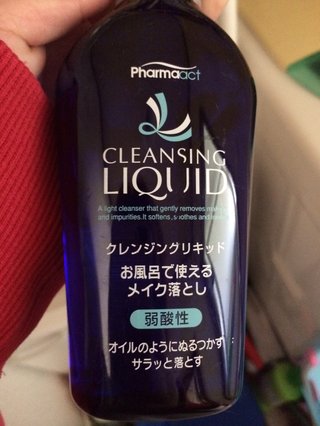 Pharmaact
CLEANSING
LIQUID
A light cleanser that gently removes
and impurities. It softens, soothes and
クレンジングリキッド
お風呂で使える
メイク落とし
弱酸性
オイルのようにぬるつかず
サラッと落とす